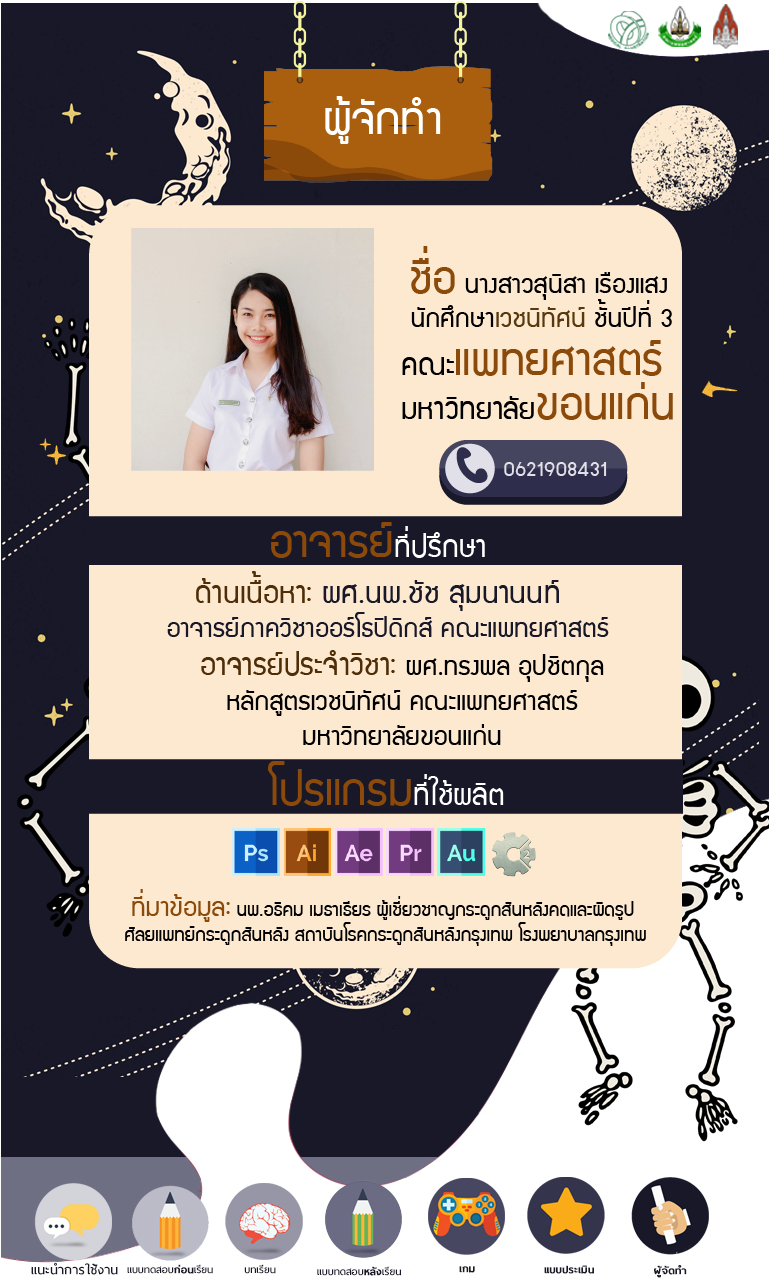 ผู้จักทำ
ชื่อ นางสาวสุนิสา เรืองแสง
นักศึกษาเวชนิทัศน์ ชั้นปีที่ 3
คณะแพทยศาสตร์
มหาวิทยาลัยขอนแก่น
0621908431
อาจารย์ที่ปรึกษา
ด้านเนื้อหา: ผศ.นพ.ชัช สุมนานนท์
อาจารย์ภาควิชาออร์โรปิดิกส์ คณะแพทยศาสตร์
อาจารย์ประจำวิชา: ผศ.ทรงพล อุปชิตกุล
หลักสูตรเวชนิทัศน์ คณะแพทยศาสตร์
มหาวิทยาลัยขอนแก่น
โปรแกรมที่ใช้ผลิต
Ps Ai Ae Pr Au 2
ที่มาข้อมูล: นพ.อธิคม เมธาเธียร ผู้เชี่ยวชาญกระดูกสันหลังคดและผิดรูป
ศัลยแพทย์กระดูกสันหลัง สถาบันโรคกระดูกสันหลังกรุงเทพ โรงพยาบาลกรุงเทพ
แนะนำการใช้งาน แบบทดสอบก่อนเรียน บทเรียน แบบทดสอบหลังเรียน เกม แบบประเมิน ผู้จัดทำ